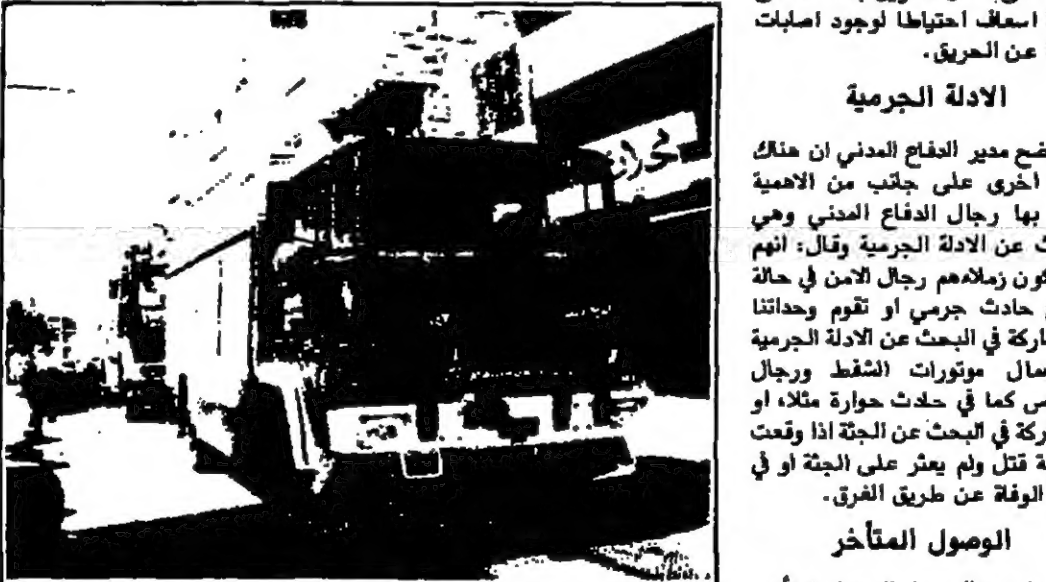 اسعاف احتياطا لوجود اصابات
عن الحريق.
الادلة الجرمية
ضح مدير الدفاع المدني ان هناك
اخرى على جانب من الاهمية
بها رجال الدفاع المدني وهي
ث عن الادلة الجرمية وقال: انهم
كون زملاءهم رجال الامن في حالة
حادث جرمي او تقوم وحداتنا
ماركة في البحث عن الادلة الجرمية
مال موتورات الشفط ورجال
س كما في حادث حوارة مثلا، او
ركة في البحث عن الجثة اذا وقعت
ة قتل ولم يعثر على الجثة او في
الوفاة عن طريق الغرق.
الوصول المتأخر